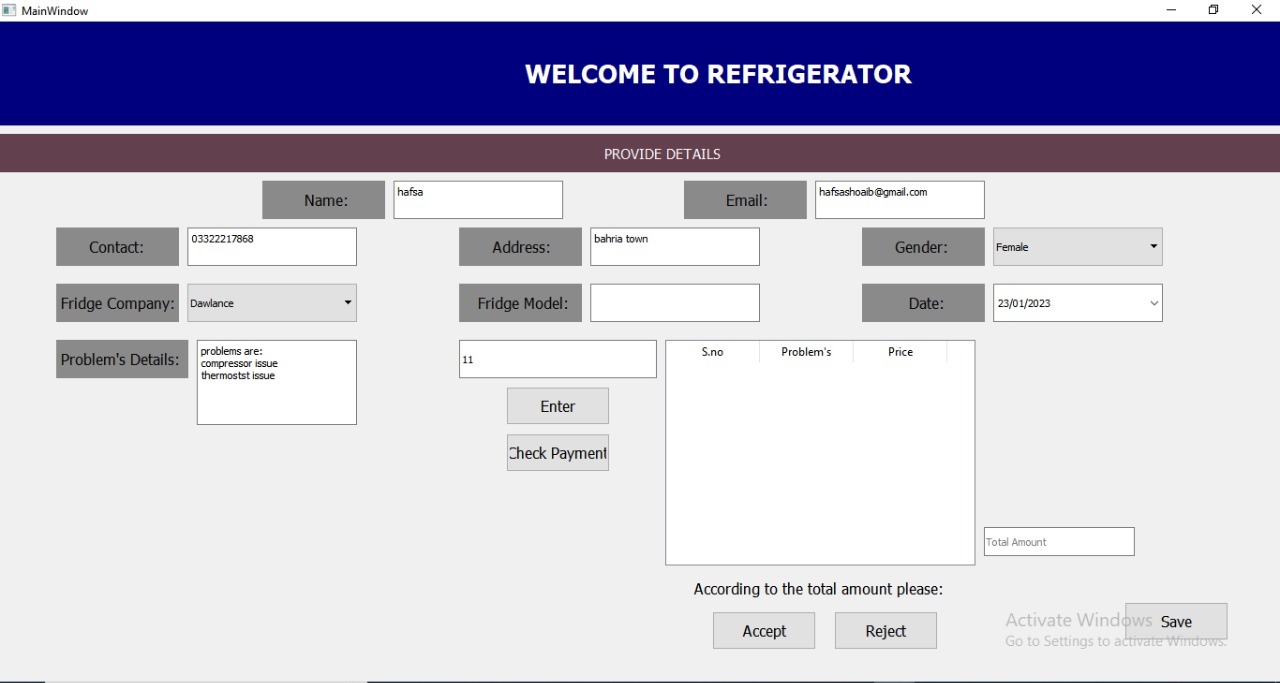 MainWindow
WELCOME TO REFRIGERATOR
PROVIDE DETAILS
Name: hafsa Email: hafsashoaib@gmail.com
Contact: 03322217868 Address: bahria town Gender: Female
Fridge Company: Dawlance Fridge Model: Date: 23/01/2023
Problem's Details:
problems are:
compressor issue
thermostst issue
11
Enter
Check Payment
S.no Problem's Price
Total Amount
According to the total amount please:
Accept Reject
Save
Activate Windows
Go to Settings to activate Windows.